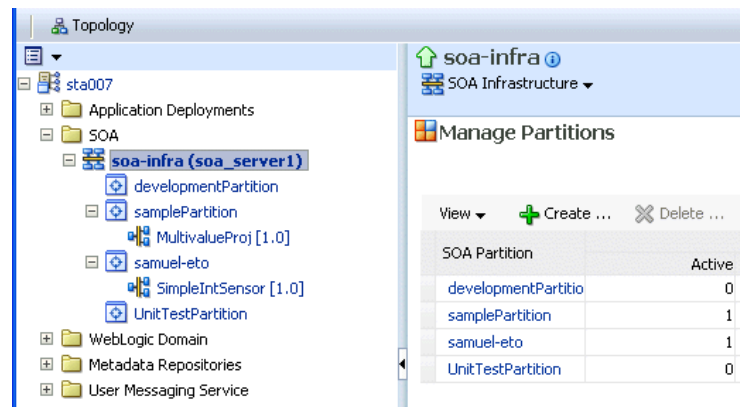 Topology
sta007
Application Deployments
SOA
soa-infra (soa_server1)
developmentPartition
samplePartition
MultivalueProj [1.0]
samuel-eto
SimpleIntSensor [1.0]
UnitTestPartition
WebLogic Domain
Metadata Repositories
User Messaging Service
soa-infra
SOA Infrastructure
Manage Partitions
View Create ... Delete ...
SOA Partition Active
developmentPartitio 0
samplePartition 1
samuel-eto 1
UnitTestPartition 0